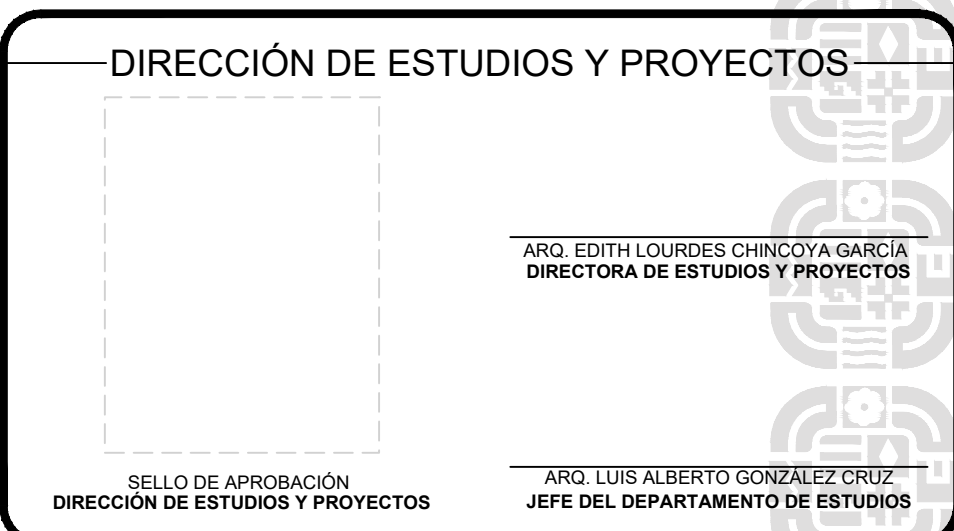 DIRECCIÓN DE ESTUDIOS Y PROYECTOS
ARQ. EDITH LOURDES CHINCOYA GARCÍA
DIRECTORA DE ESTUDIOS Y PROYECTOS
SELLO DE APROBACIÓN
DIRECCIÓN DE ESTUDIOS Y PROYECTOS
ARQ. LUIS ALBERTO GONZÁLEZ CRUZ
JEFE DEL DEPARTAMENTO DE ESTUDIOS